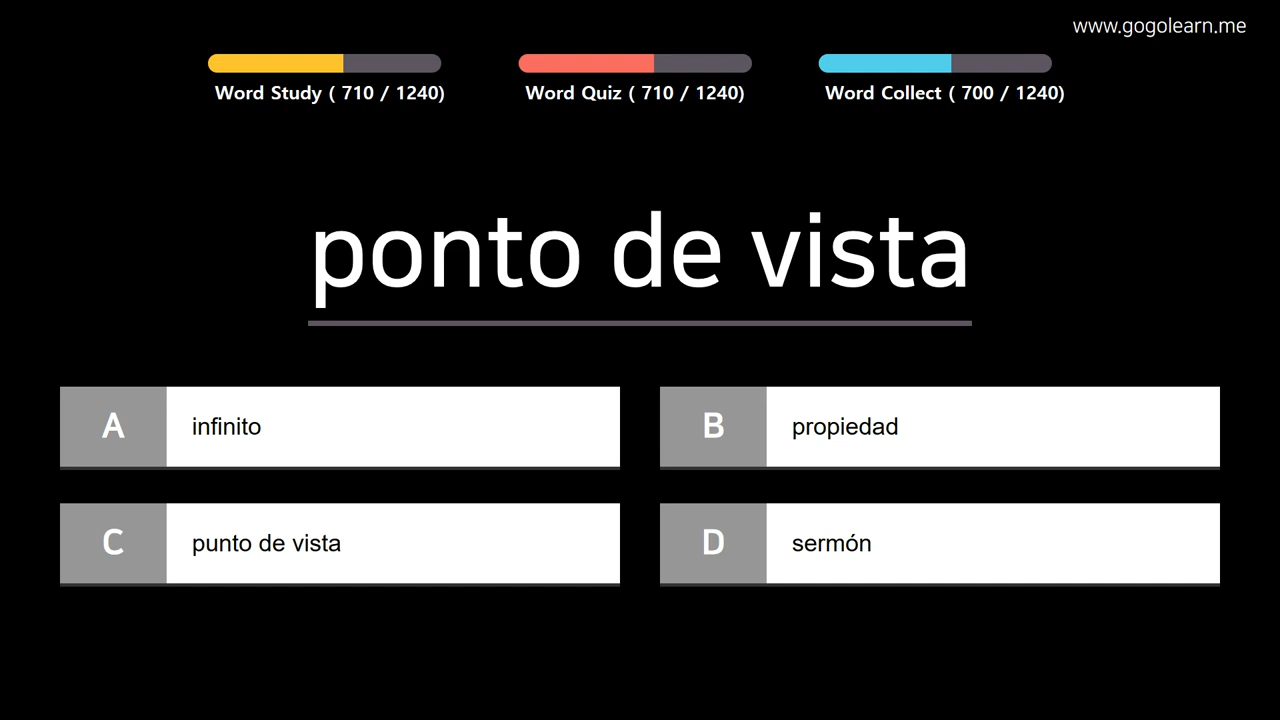 www.gogolearn.me
Word Study ( 710 / 1240)
Word Quiz ( 710 / 1240)
Word Collect ( 700 / 1240)
ponto de vista
A
infinito
B
propiedad
C
punto de vista
D
sermón